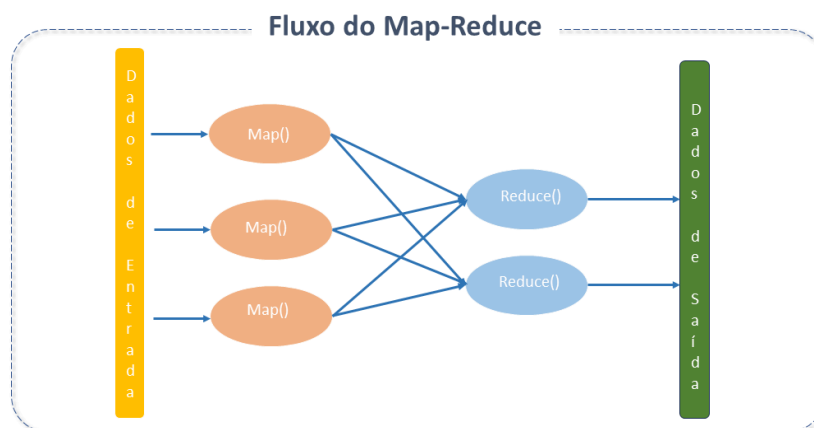 Fluxo do Map-Reduce
Dados de Entrada
Map()
Map()
Map()
Reduce()
Reduce()
Dados de Saída